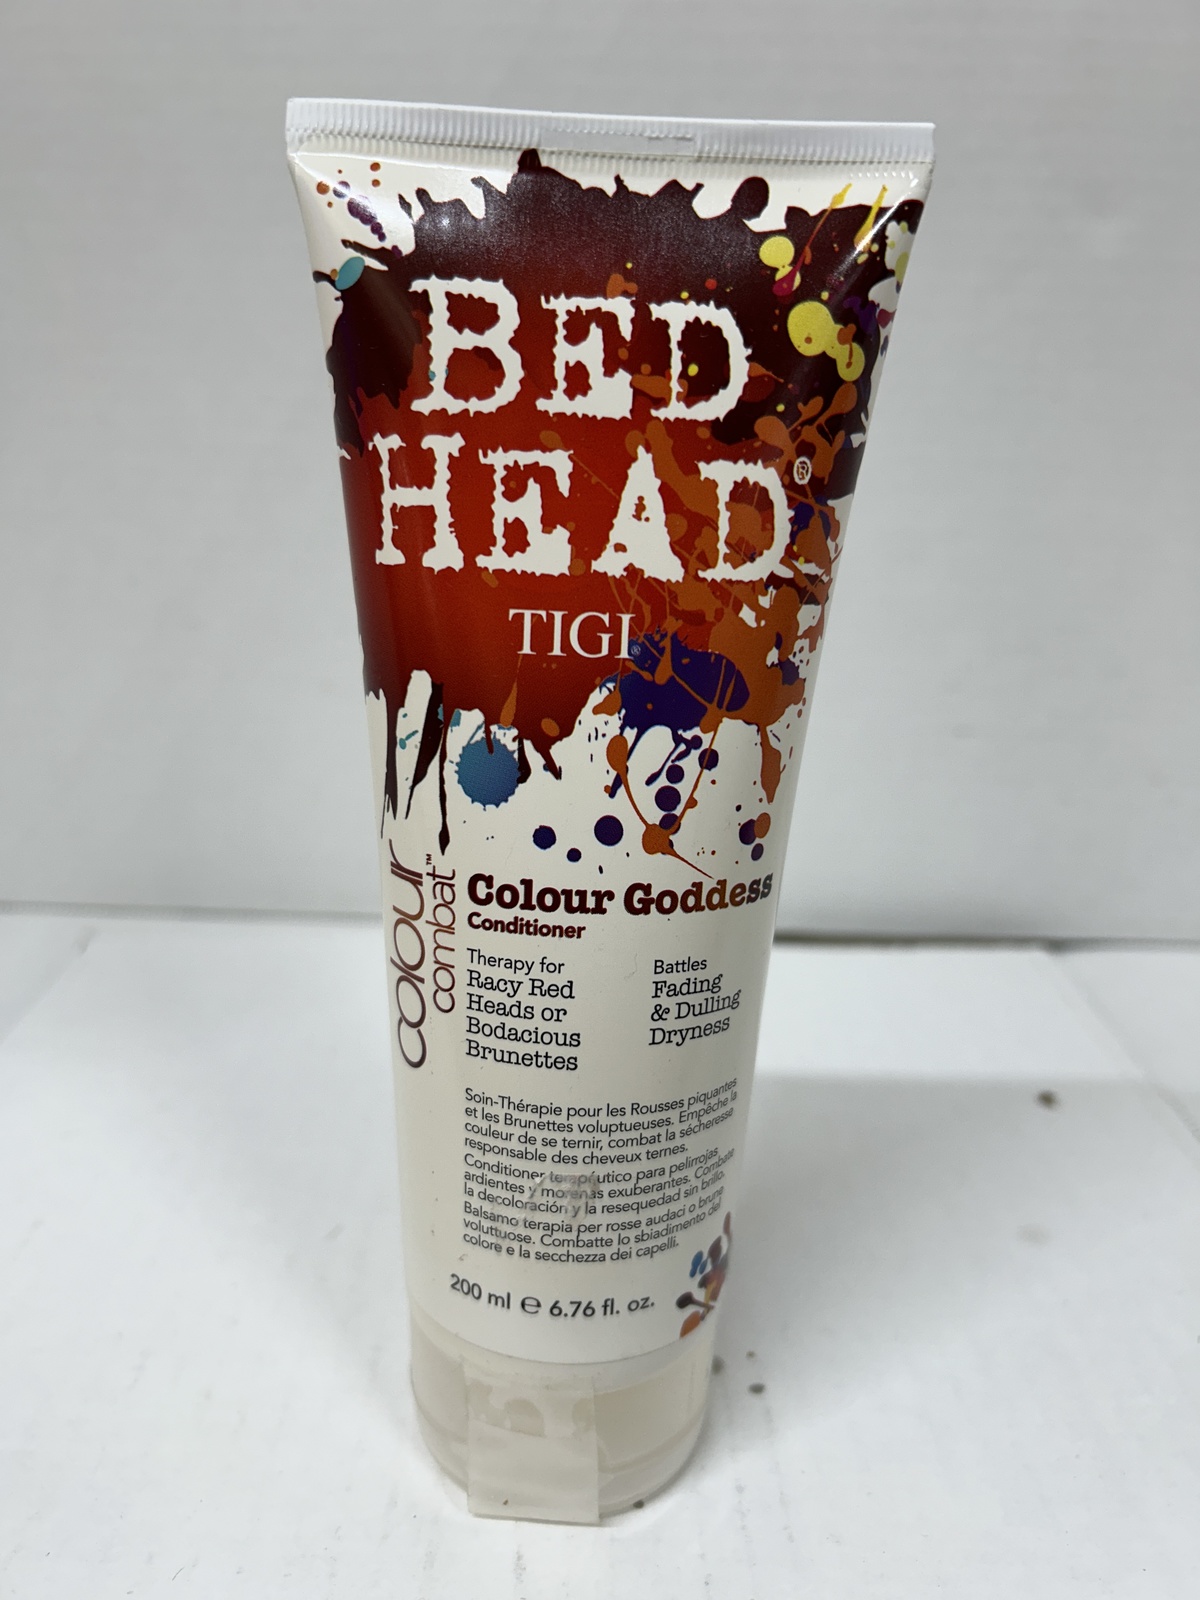 BED
HEAD®
TIGI®
colour
combat™
Colour Goddess
Conditioner
Therapy for
Racy Red
Heads or
Bodacious
Brunettes
Battles
Fading
& Dulling
Dryness
Soin-Thérapie pour les Rousses piquantes
et les Brunettes voluptueuses. Empêche la
couleur de se ternir, combat la sécheresse
responsable des cheveux ternes.
Conditioner terapéutico para pelirrojas
ardientes y morenas exuberantes. Combate
la decoloración y la resequedad sin brillo.
Balsamo terapia per rosse audaci o brune
voluttuose. Combatte lo sbiadimento del
colore e la secchezza dei capelli.
200 ml ℮ 6.76 fl. oz.